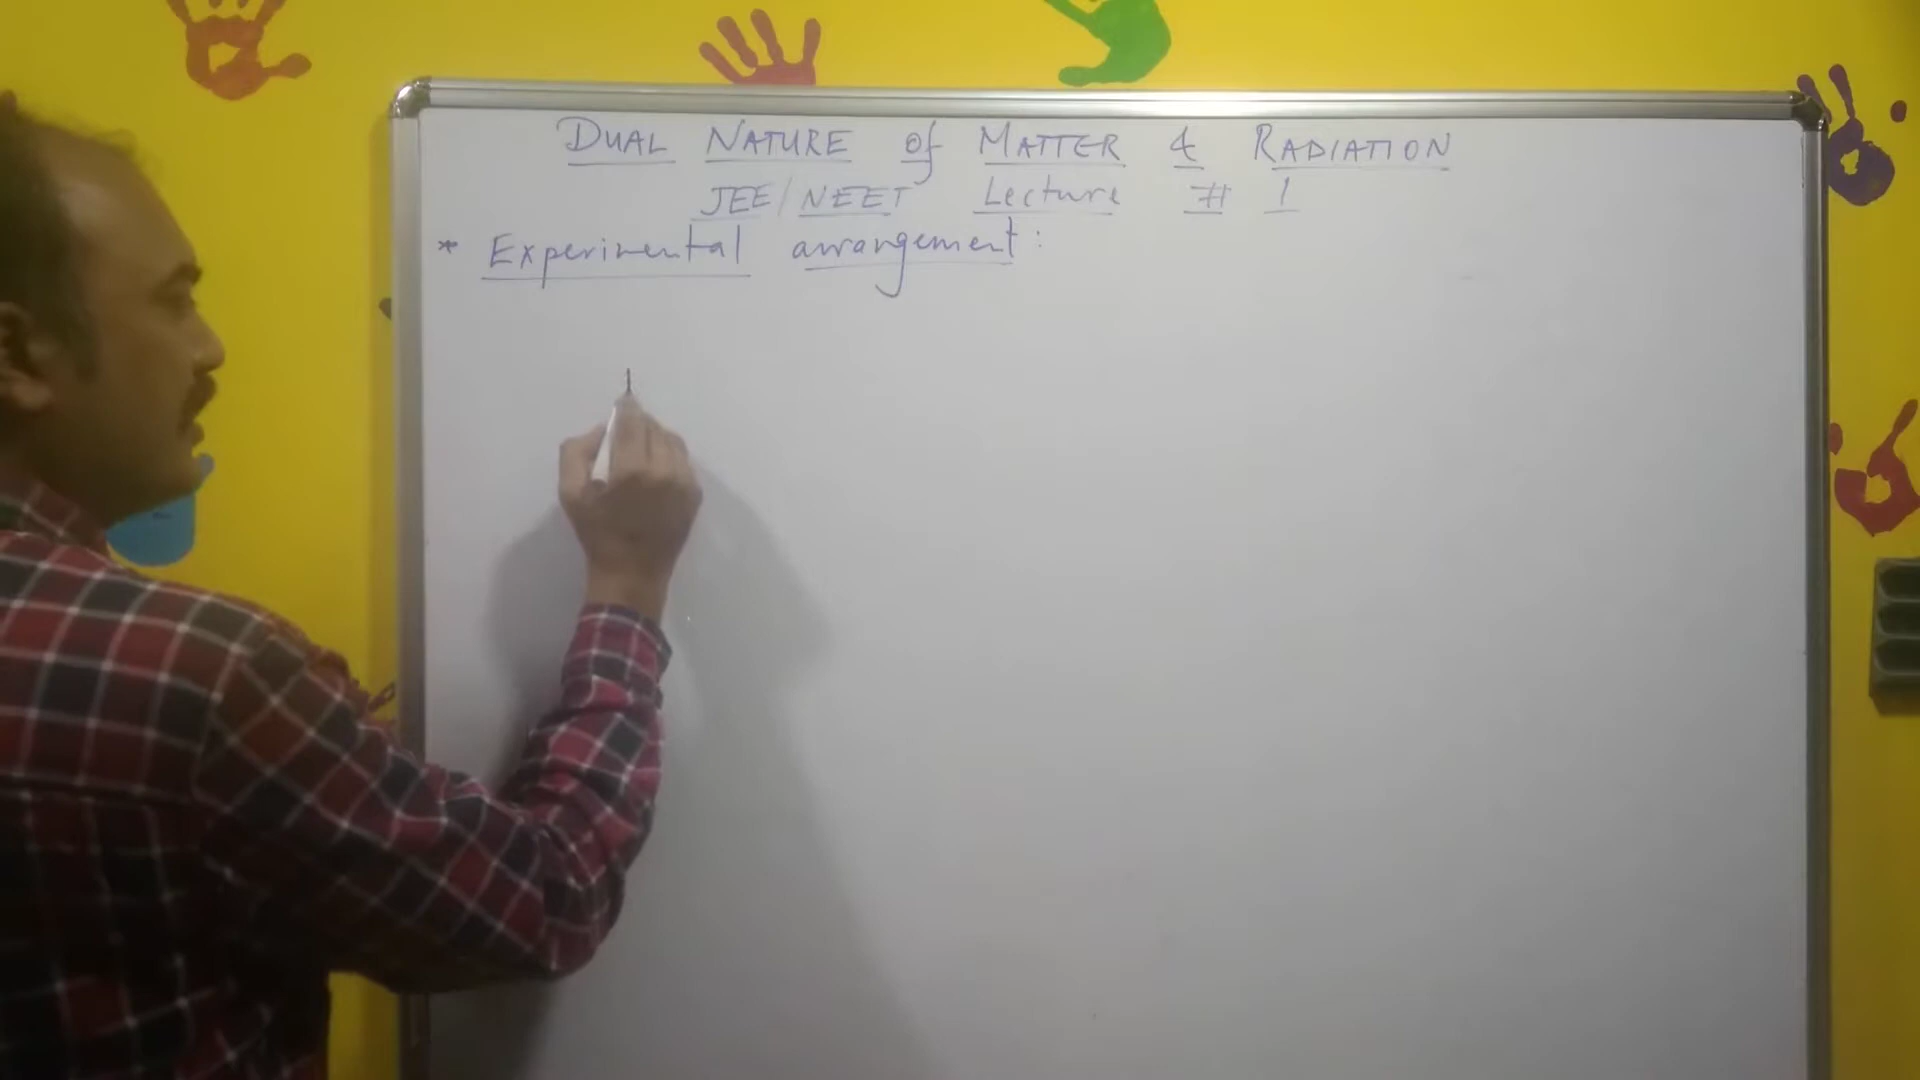 DUAL NATURE of MATTER & RADIATION
JEE/NEET Lecture # 1
* Experimental arrangement: